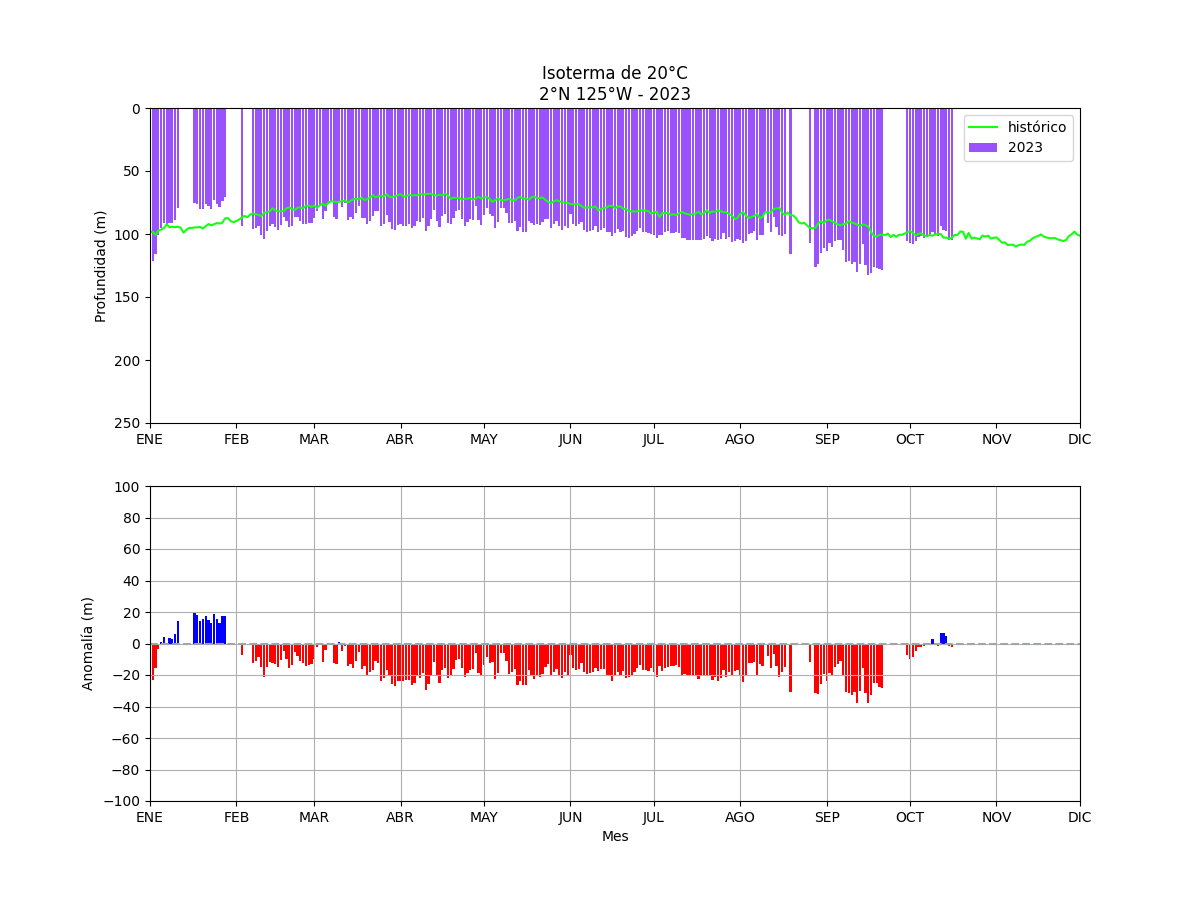 Isoterma de 20°C
2°N 125°W - 2023
histórico
2023
Profundidad (m)
0
50
100
150
200
250
ENE FEB MAR ABR MAY JUN JUL AGO SEP OCT NOV DIC
Anomalía (m)
100
80
60
40
20
0
−20
−40
−60
−80
−100
ENE FEB MAR ABR MAY JUN JUL AGO SEP OCT NOV DIC
Mes